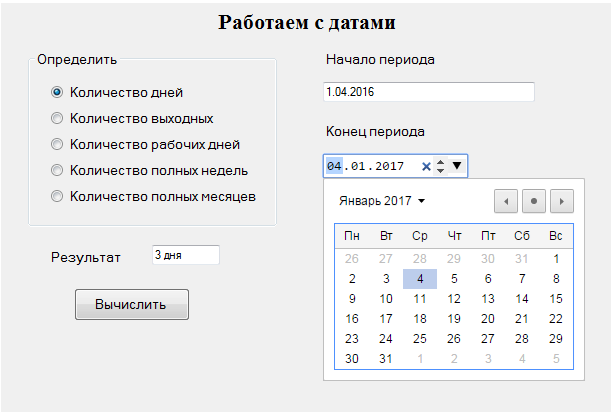 Работаем с датами
Определить
Количество дней
Количество выходных
Количество рабочих дней
Количество полных недель
Количество полных месяцев
Результат
3 дня
Вычислить
Начало периода
1.04.2016
Конец периода
04.01.2017
Январь 2017
Пн Вт Ср Чт Пт Сб Вс
26 27 28 29 30 31 1
2 3 4 5 6 7 8
9 10 11 12 13 14 15
16 17 18 19 20 21 22
23 24 25 26 27 28 29
30 31 1 2 3 4 5